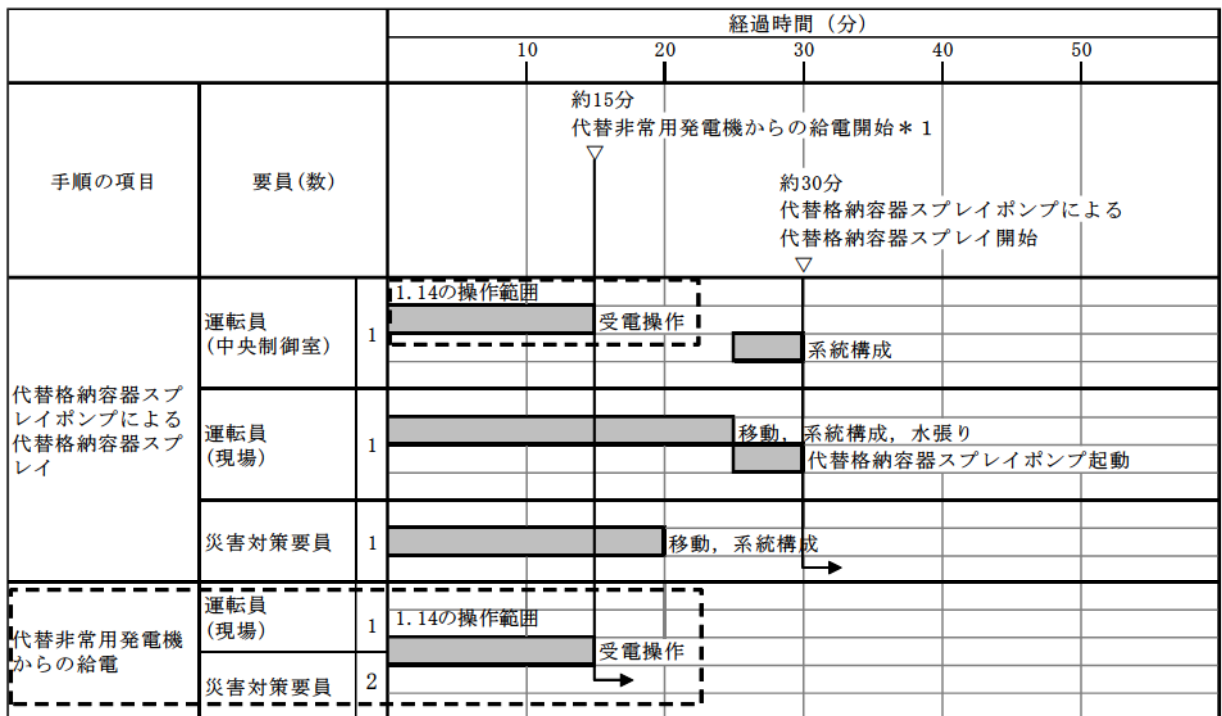 経過時間（分）
10
20
30
40
50
手順の項目
要員(数)
約15分
代替非常用発電機からの給電開始＊１
▽
約30分
代替格納容器スプレイポンプによる
代替格納容器スプレイ開始
▽
代替格納容器スプ
レイポンプによる
代替格納容器スプ
レイ
運転員
(中央制御室)
1
1.14の操作範囲
受電操作
系統構成
運転員
(現場)
1
移動，系統構成，水張り
代替格納容器スプレイポンプ起動
災害対策要員
1
移動，系統構成
代替非常用発電機
からの給電
運転員
(現場)
1
1.14の操作範囲
受電操作
災害対策要員
2